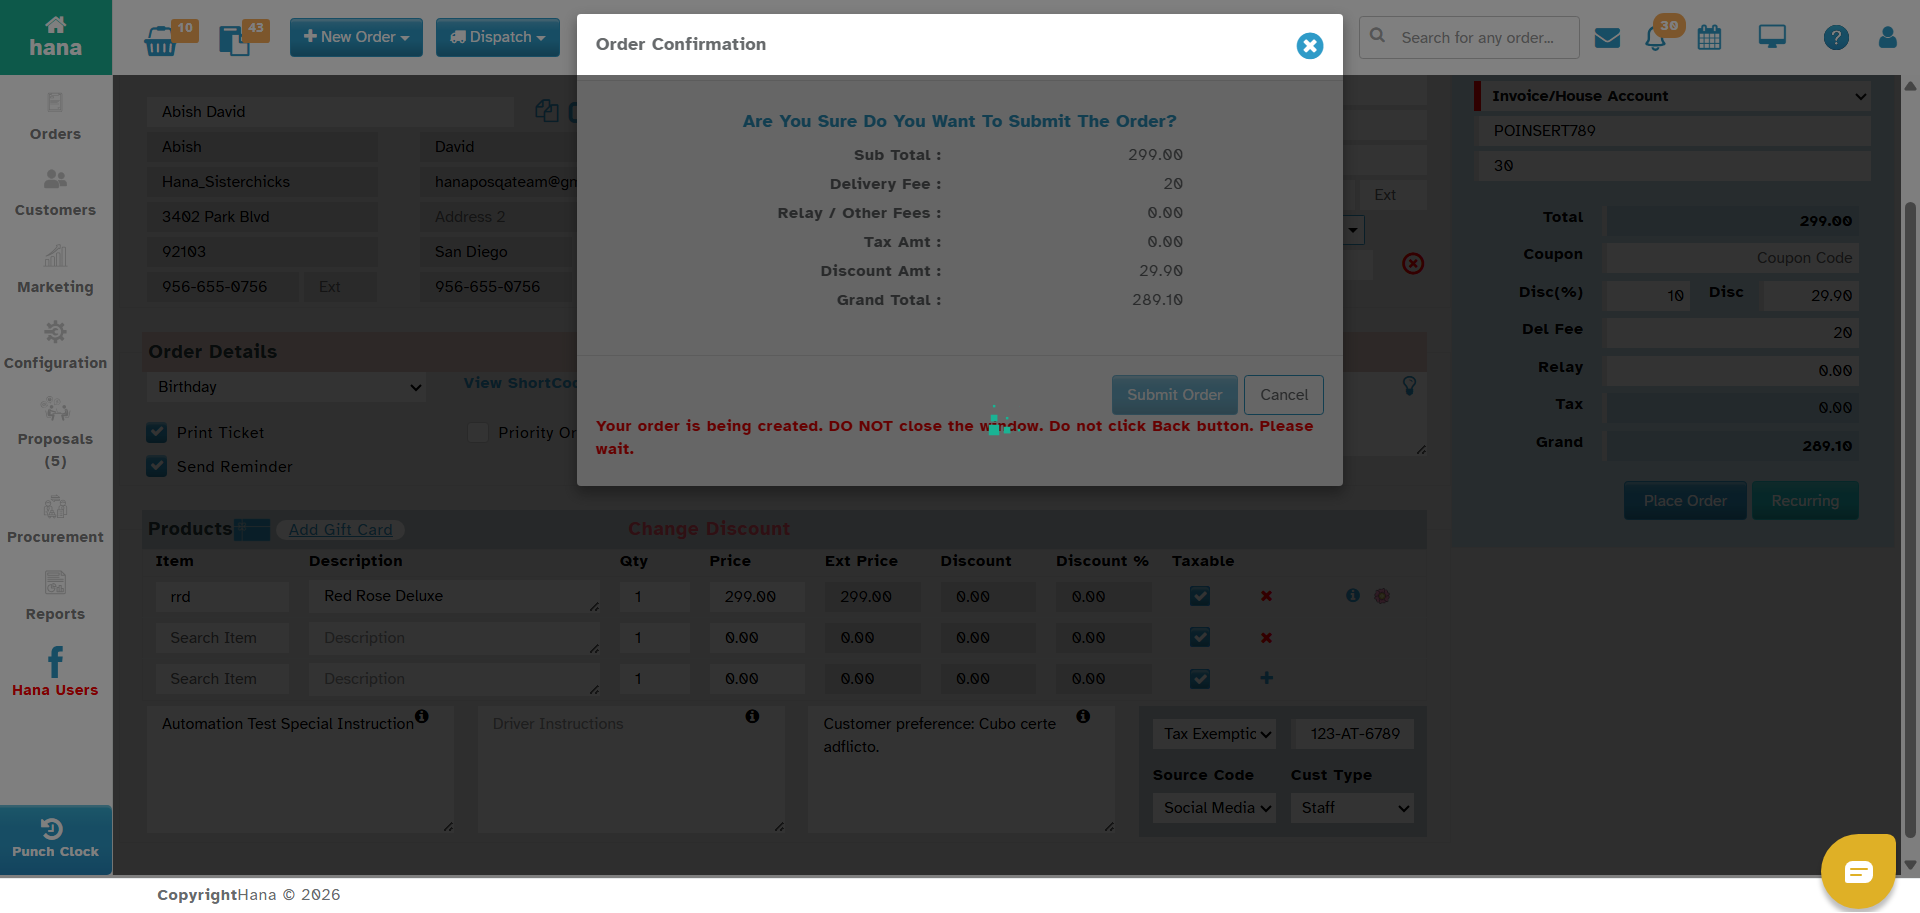 hana
10
43
New Order
Dispatch
Order Confirmation
Search for any order...
30
Orders
Customers
Marketing
Configuration
Proposals
(5)
Procurement
Reports
Hana Users
Punch Clock
Abish David
Abish
David
Hana_Sisterchicks
hanaposqateam@gm
3402 Park Blvd
Address 2
92103
San Diego
956-655-0756
Ext
956-655-0756
Ext
Are You Sure Do You Want To Submit The Order?
Sub Total : 299.00
Delivery Fee : 20
Relay / Other Fees : 0.00
Tax Amt : 0.00
Discount Amt : 29.90
Grand Total : 289.10
Submit Order
Cancel
Your order is being created. DO NOT close the window. Do not click Back button. Please
wait.
Invoice/House Account
POINSERT789
30
Total 299.00
Coupon Coupon Code
Disc(%) 10 Disc 29.90
Del Fee 20
Relay 0.00
Tax 0.00
Grand 289.10
Place Order
Recurring
Order Details
Birthday
View ShortCo
Print Ticket
Priority Or
Send Reminder
Products
Add Gift Card
Change Discount
Item Description Qty Price Ext Price Discount Discount % Taxable
rrd Red Rose Deluxe 1 299.00 299.00 0.00 0.00
Search Item Description 1 0.00 0.00 0.00 0.00
Search Item Description 1 0.00 0.00 0.00 0.00
Automation Test Special Instruction
Driver Instructions
Customer preference: Cubo certe
adflicto.
Tax Exemptic
123-AT-6789
Source Code
Cust Type
Social Media
Staff
CopyrightHana © 2026